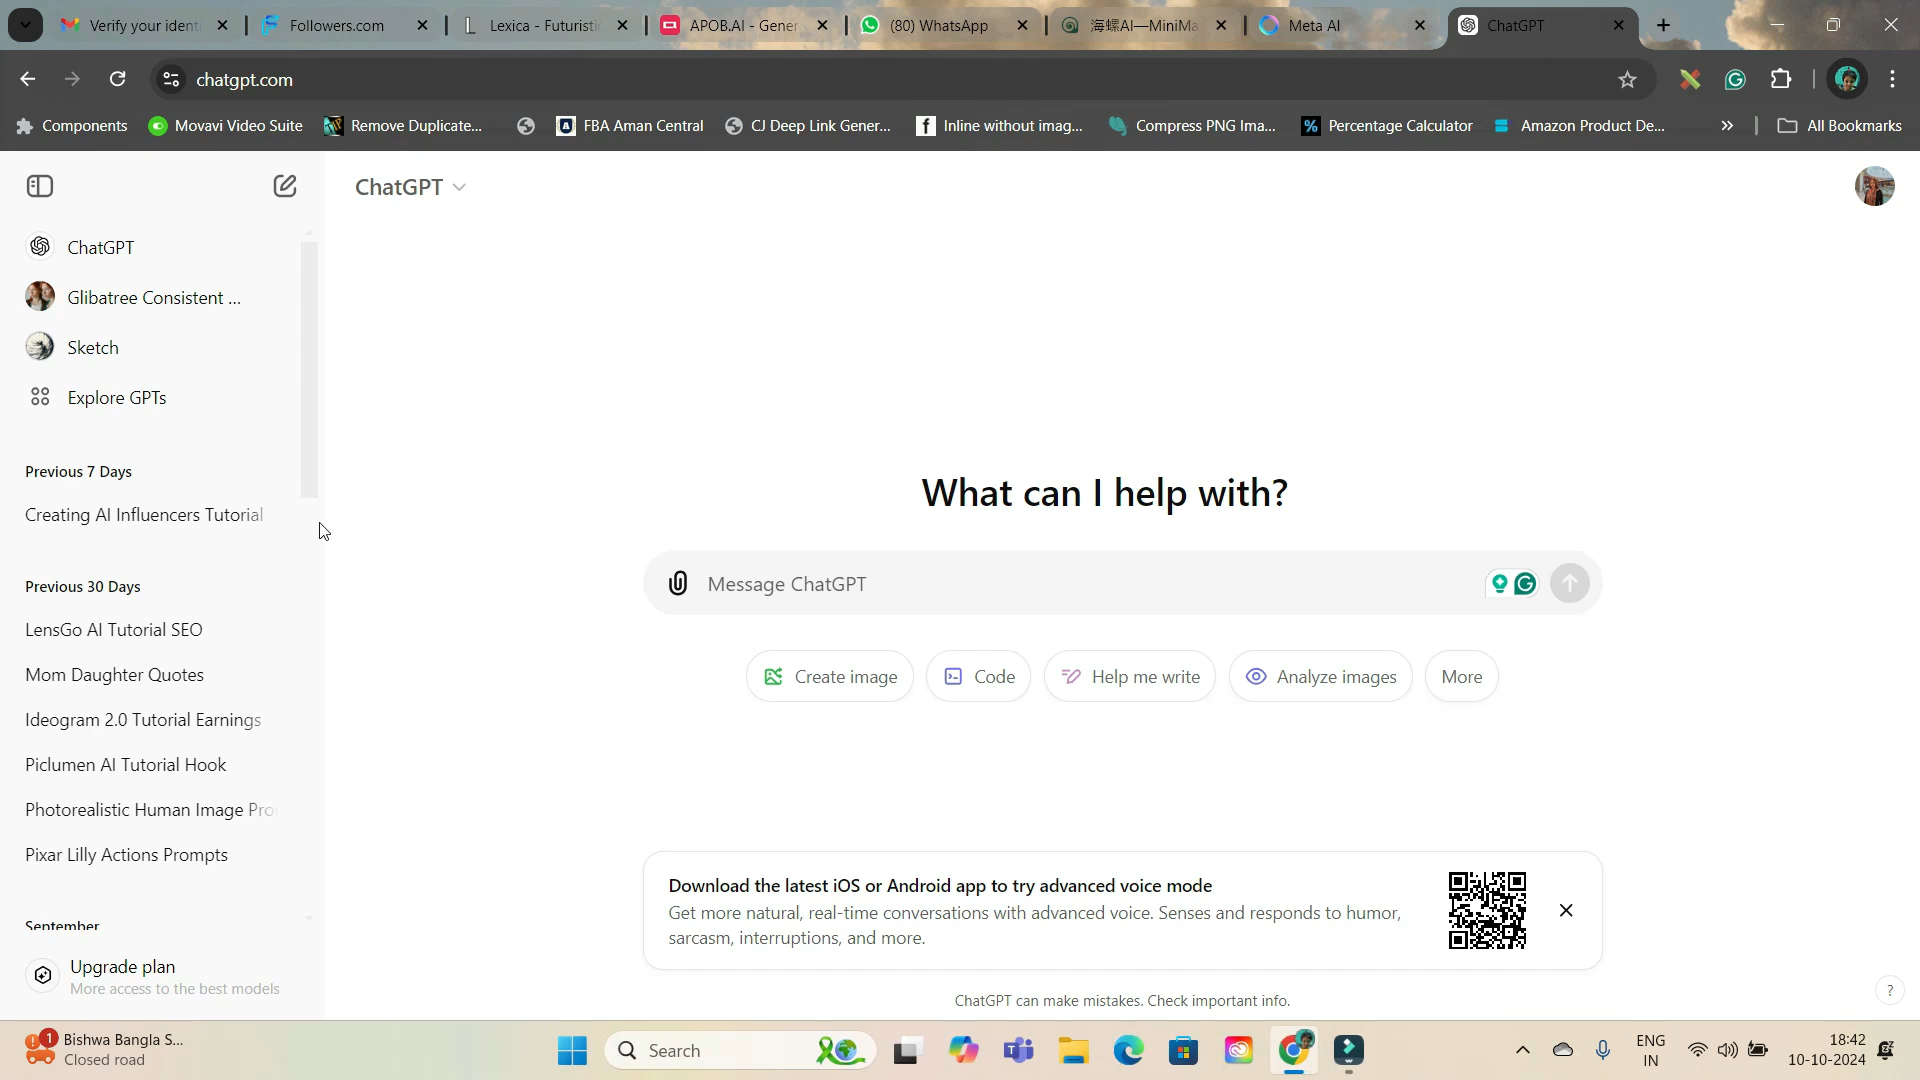 Verify your identi
Followers.com
Lexica - Futuristic
APOB.AI - Gener
(80) WhatsApp
海螺AI—MiniMa
Meta AI
ChatGPT
chatgpt.com
Components
Movavi Video Suite
Remove Duplicate...
FBA Aman Central
CJ Deep Link Gener...
Inline without imag...
Compress PNG Ima...
Percentage Calculator
Amazon Product De...
All Bookmarks
ChatGPT
ChatGPT
Glibatree Consistent ...
Sketch
Explore GPTs
Previous 7 Days
Creating AI Influencers Tutorial
Previous 30 Days
LensGo AI Tutorial SEO
Mom Daughter Quotes
Ideogram 2.0 Tutorial Earnings
Piclumen AI Tutorial Hook
Photorealistic Human Image Pro
Pixar Lilly Actions Prompts
September
Upgrade plan
More access to the best models
What can I help with?
Message ChatGPT
Create image
Code
Help me write
Analyze images
More
Download the latest iOS or Android app to try advanced voice mode
Get more natural, real-time conversations with advanced voice. Senses and responds to humor,
sarcasm, interruptions, and more.
ChatGPT can make mistakes. Check important info.
?
1
Bishwa Bangla S...
Closed road
Search
ENG
IN
18:42
10-10-2024